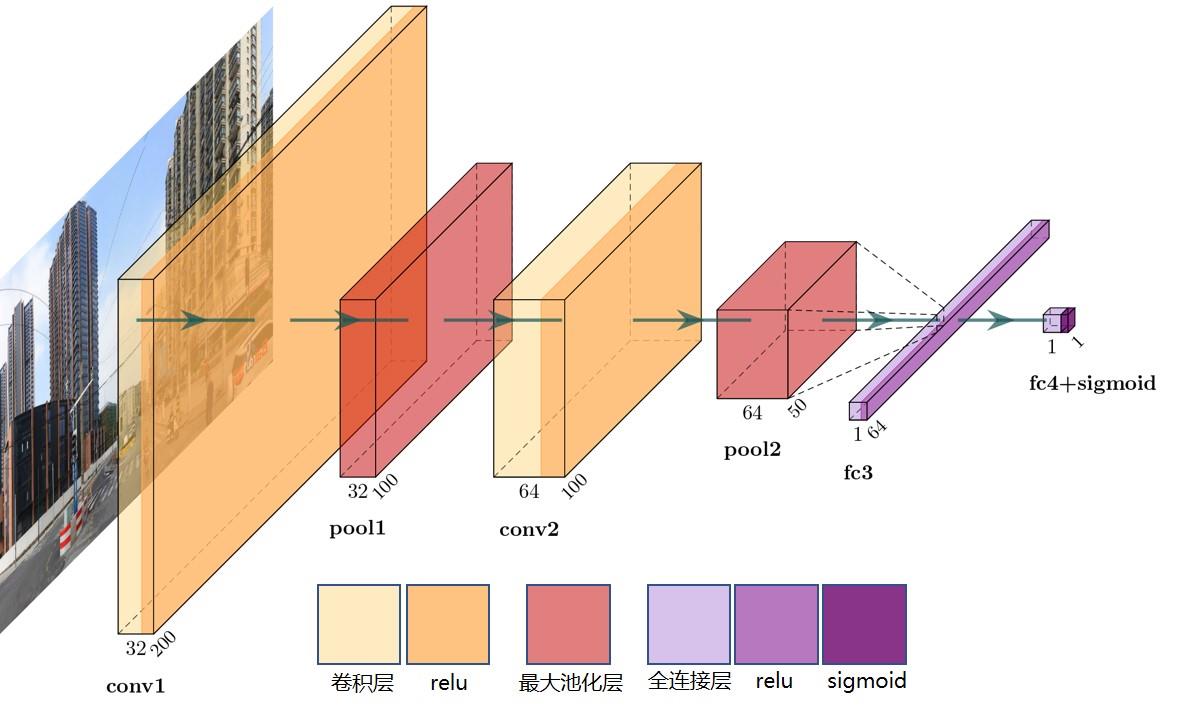 32 200
conv1
32 100
pool1
64 100
conv2
64 50
pool2
1 64
fc3
1 1
fc4+sigmoid
卷积层 relu 最大池化层 全连接层 relu sigmoid